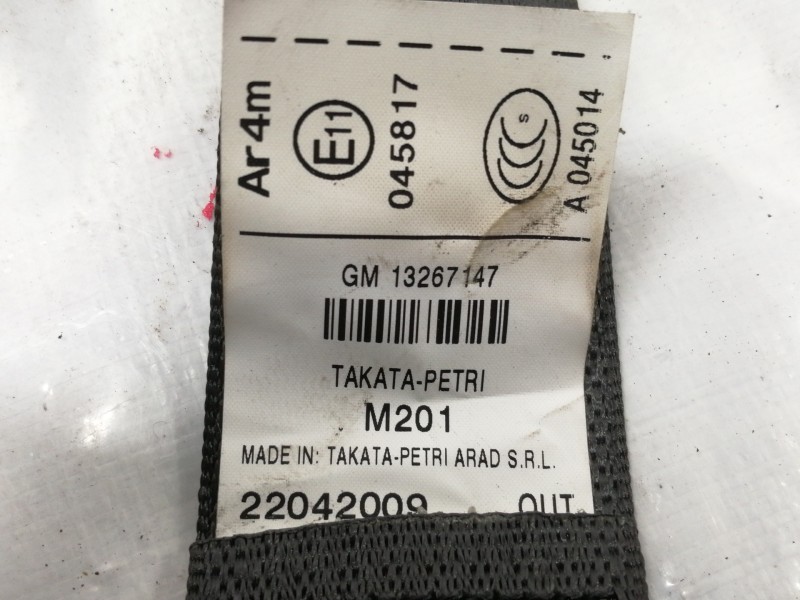 Ar4m
E11
045817
S
A 045014
GM 13267147
TAKATA-PETRI
M201
MADE IN: TAKATA-PETRI ARAD S.R.L.
22042009 OUT